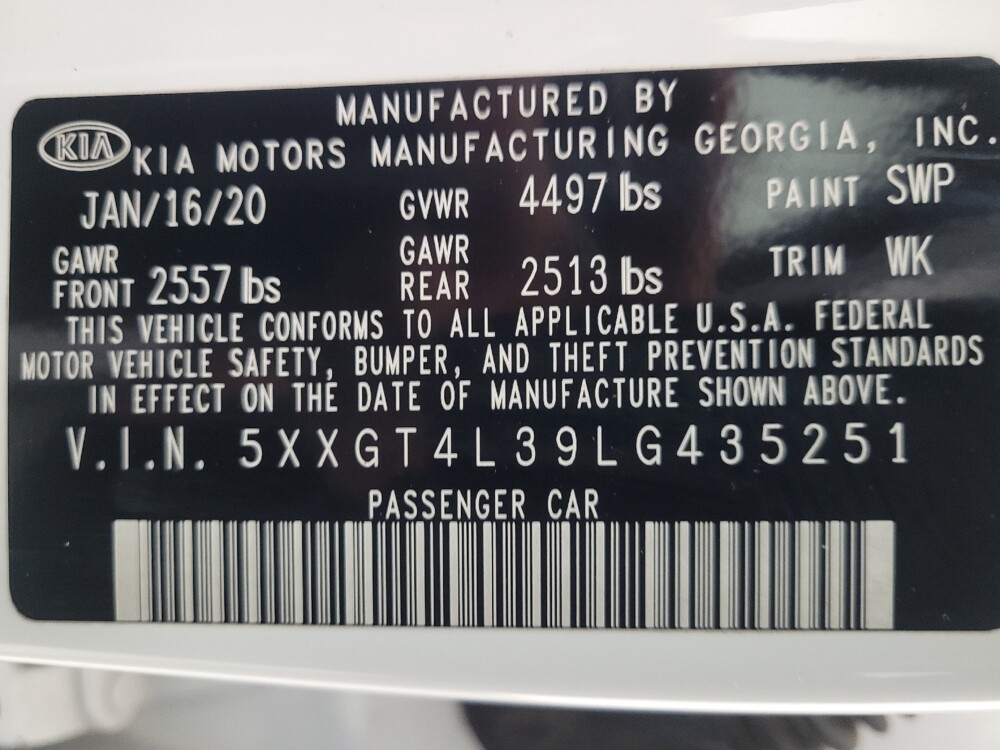 MANUFACTURED BY
KIA KIA MOTORS MANUFACTURING GEORGIA, INC.
JAN/16/20 GVWR 4497 lbs PAINT SWP
GAWR FRONT 2557 lbs GAWR REAR 2513 lbs TRIM WK
THIS VEHICLE CONFORMS TO ALL APPLICABLE U.S.A. FEDERAL
MOTOR VEHICLE SAFETY, BUMPER, AND THEFT PREVENTION STANDARDS
IN EFFECT ON THE DATE OF MANUFACTURE SHOWN ABOVE.
V.I.N. 5XXGT4L39LG435251
PASSENGER CAR